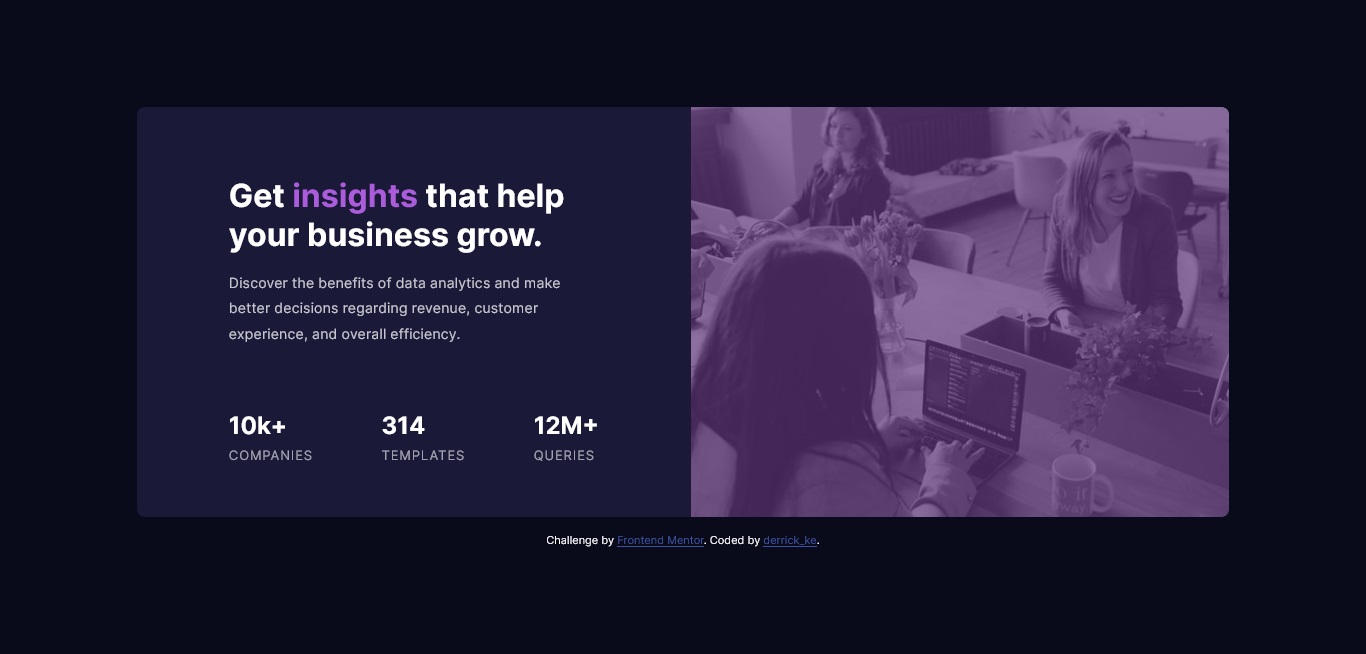 Get insights that help
your business grow.
Discover the benefits of data analytics and make
better decisions regarding revenue, customer
experience, and overall efficiency.
10k+ 314 12M+
COMPANIES TEMPLATES QUERIES
Challenge by Frontend Mentor. Coded by derrick_ke.